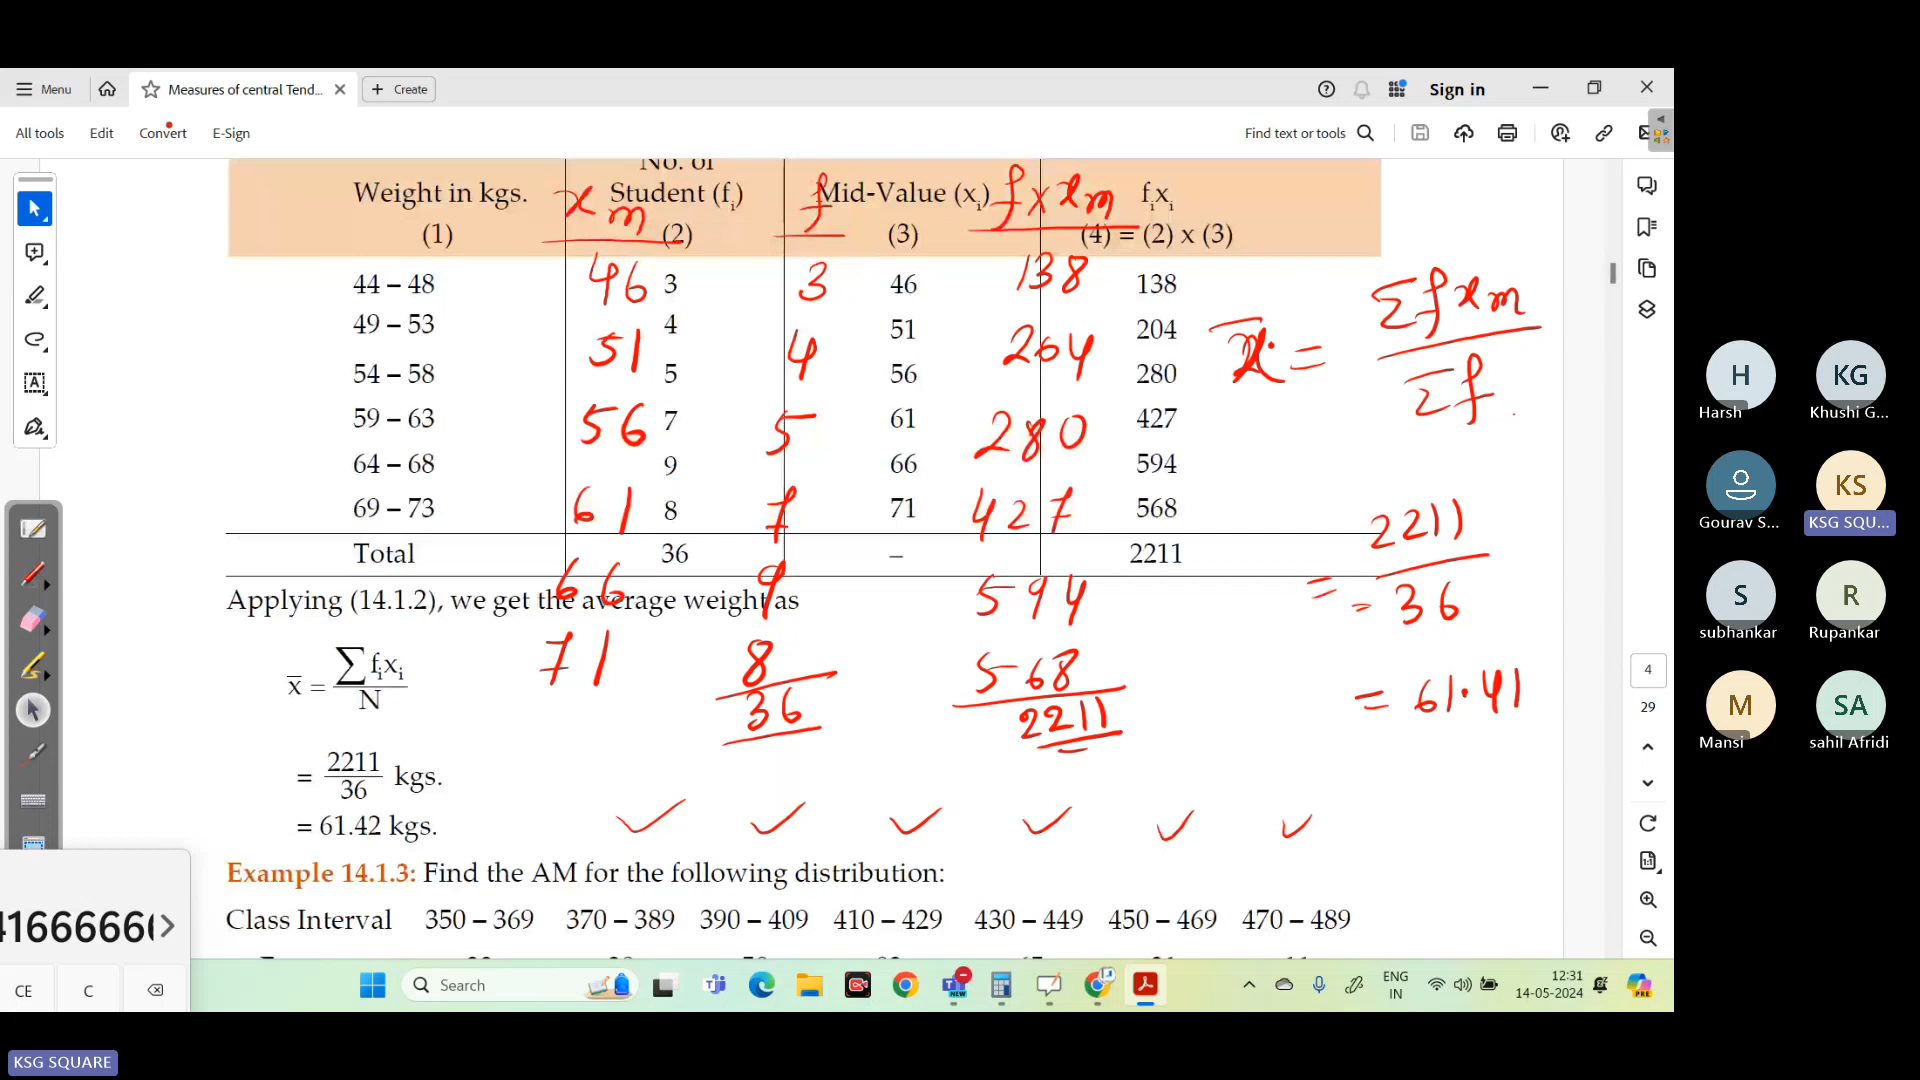 Menu
Measures of central Tend...
Create
Sign in
All tools
Edit
Convert
E-Sign
Find text or tools
Weight in kgs.
(1)
No. of
Student (fi)
(2)
Mid-Value (xi)
(3)
fixi
(4) = (2) x (3)
xm
f
f x xm
44 – 48 3 46 138
49 – 53 4 51 204
54 – 58 5 56 280
59 – 63 7 61 427
64 – 68 9 66 594
69 – 73 8 71 568
Total 36 – 2211
46 3 138
51 4 264
56 5 280
61 7 427
66 9 594
71 8 568
36 2211
x̄ = Σfxm
Σf
= 2211
= 36
= 61.41
Applying (14.1.2), we get the average weight as
x̄ = ∑fixi
N
= 2211
36 kgs.
= 61.42 kgs.
Example 14.1.3: Find the AM for the following distribution:
Class Interval 350 – 369 370 – 389 390 – 409 410 – 429 430 – 449 450 – 469 470 – 489
4
29
CE
C
Search
NEW
ENG
IN
12:31
14-05-2024
PRE
H
Harsh
KG
Khushi G...
Gourav S...
KS
KSG SQU...
S
subhankar
R
Rupankar
M
Mansi
SA
sahil Afridi
KSG SQUARE